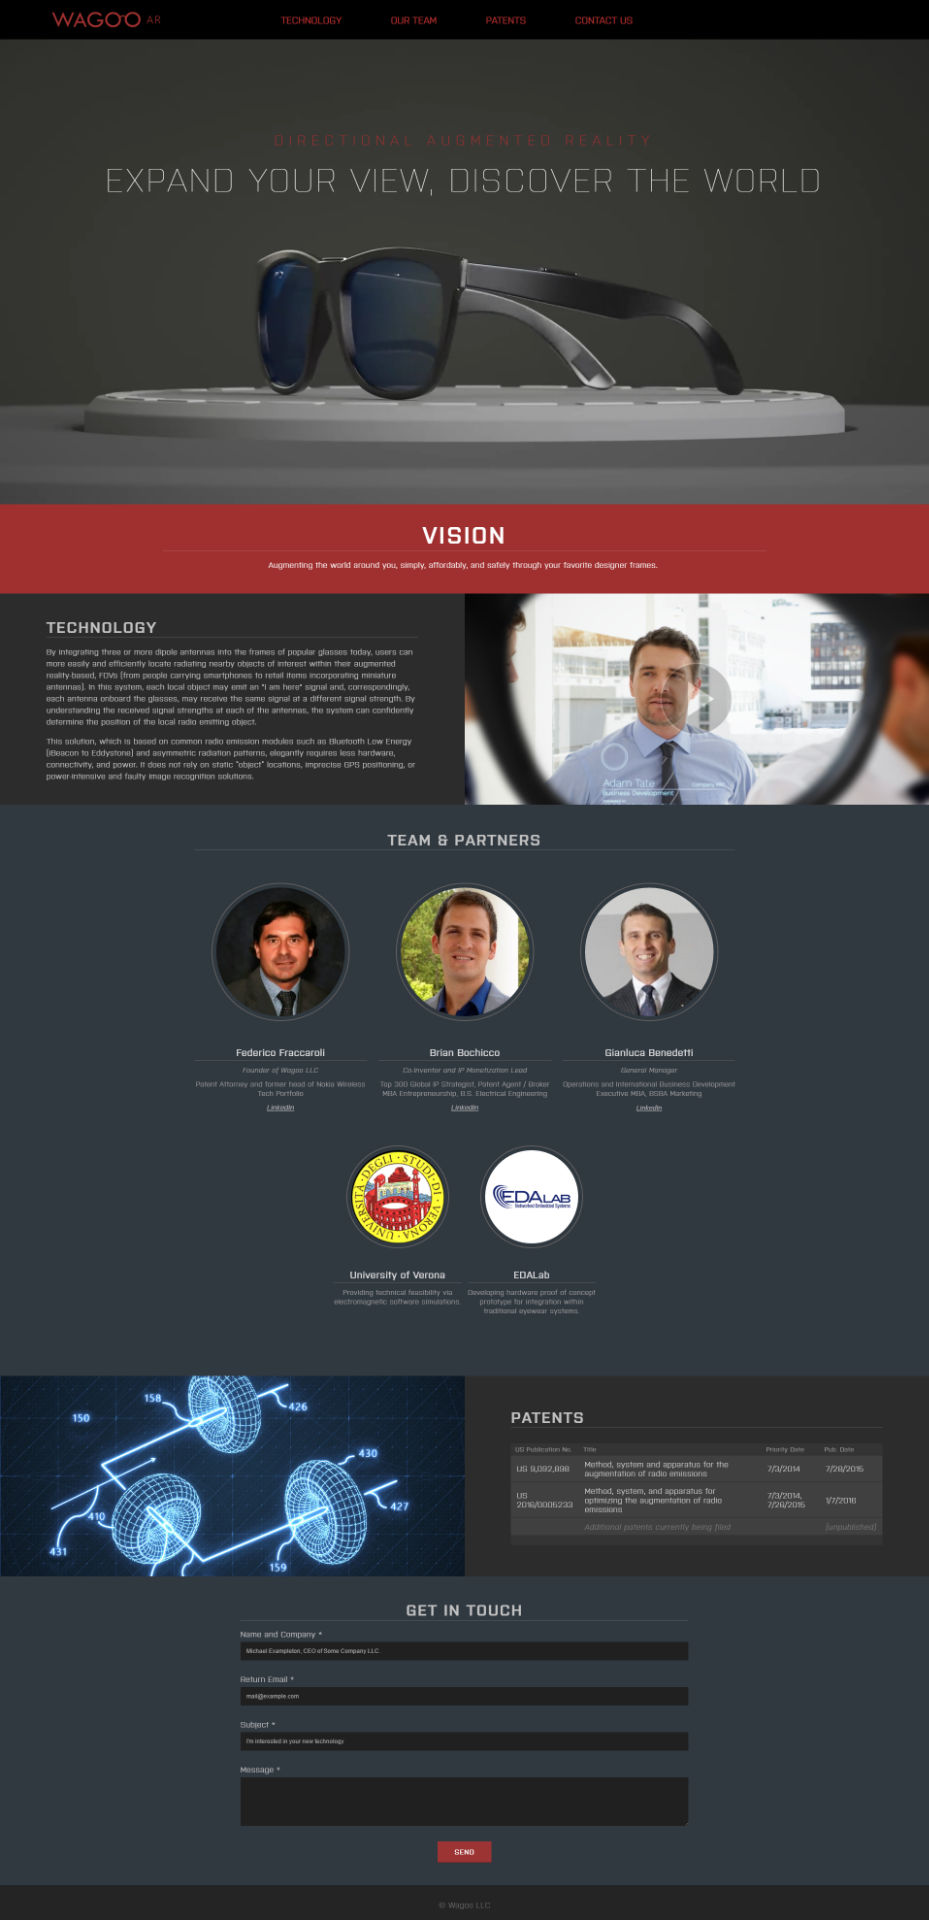 WAGOO AR
TECHNOLOGY
OUR TEAM
PATENTS
CONTACT US
DIRECTIONAL AUGMENTED REALITY
EXPAND YOUR VIEW, DISCOVER THE WORLD
VISION
Augmenting the world around you, simply, affordably, and safely through your favorite designer frames.
TECHNOLOGY
By integrating three or more dipole antennas into the frames of popular glasses today, users can
more easily and efficiently locate radiating nearby objects of interest within their augmented
reality-based, FOVs (from people carrying smartphones to retail items incorporating miniature
antennas). In this system, each local object may emit an "I am here" signal and, correspondingly,
each antenna onboard the glasses, may receive the same signal at a different signal strength. By
understanding the received signal strengths at each of the antennas, the system can confidently
determine the position of the local radio emitting object.
This solution, which is based on common radio emission modules such as Bluetooth Low Energy
(iBeacon to Eddystone) and asymmetric radiation patterns, elegantly requires less hardware,
connectivity, and power. It does not rely on static "object" locations, imprecise GPS positioning, or
power-intensive and faulty image recognition solutions.
Adam Tate
Business Development
TEAM & PARTNERS
Federico Fraccaroli
Founder of Wagoo LLC
Patent Attorney and former head of Nokia Wireless
Tech Portfolio
LinkedIn
Brian Bochicco
Co-Inventor and IP Monetization Lead
Top 300 Global IP Strategist, Patent Agent / Broker
MBA Entrepreneurship, B.S. Electrical Engineering
LinkedIn
Gianluca Benedetti
General Manager
Operations and International Business Development
Executive MBA, BSBA Marketing
LinkedIn
UNIVERSITÀ DEGLI STUDI DI VERONA
EDALAB
Networked Embedded Systems
University of Verona
Providing technical feasibility via
electromagnetic software simulations.
EDALab
Developing hardware proof of concept
prototype for integration within
traditional eyewear systems.
150
158
426
430
427
410
431
159
PATENTS
US Publication No. Title Priority Date Pub. Date
US 9,092,898 Method, system and apparatus for the augmentation of radio emissions 7/3/2014 7/28/2015
US 2016/0005233 Method, system, and apparatus for optimizing the augmentation of radio emissions 7/3/2014, 7/26/2015 1/7/2016
Additional patents currently being filed (unpublished)
GET IN TOUCH
Name and Company *
Michael Exampleton, CEO of Some Company LLC
Return Email *
mail@example.com
Subject *
I'm interested in your new technology
Message *
SEND
© Wagoo LLC